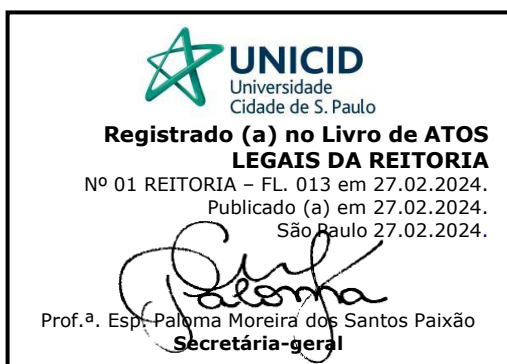 UNICID
Universidade
Cidade de S. Paulo
Registrado (a) no Livro de ATOS
LEGAIS DA REITORIA
Nº 01 REITORIA – FL. 013 em 27.02.2024.
Publicado (a) em 27.02.2024.
São Paulo 27.02.2024.
Paloma
Prof.ª. Esp. Paloma Moreira dos Santos Paixão
Secretária-geral